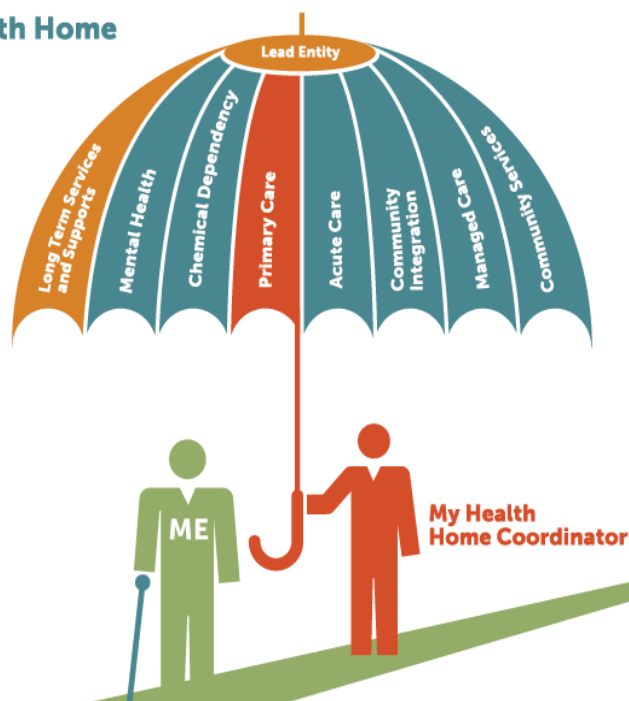 th Home
Lead Entity
Long Term Services
and Supports
Mental Health
Chemical Dependency
Primary Care
Acute Care
Community
Integration
Managed Care
Community Services
ME
My Health
Home Coordinator